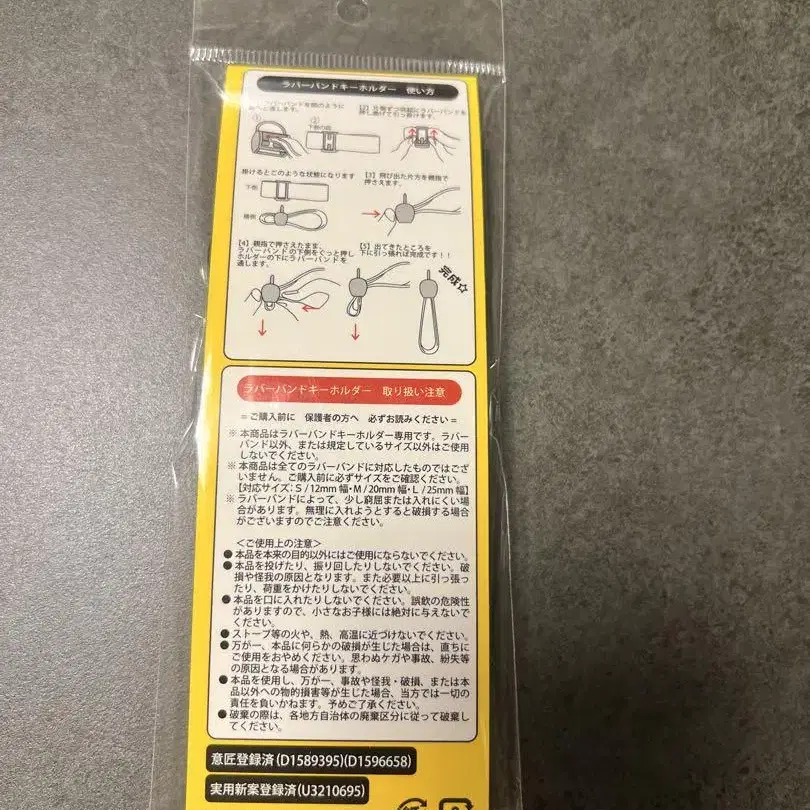 ラバーバンドキーホルダー 使い方
①
②
下側の図
押し曲げて引っ掛けます。
掛けるとこのような状態になります
下側
横側
【3】飛び出た片方を親指で
押さえます。
【4】親指で押さえたまま、
ラバーバンドの下側をぐっと押し
ホルダーの下にラバーバンドを
通します。
【5】出てきたところを
下に引っ張れば完成です！！
完成☆
ラバーバンドキーホルダー 取り扱い注意
＝ご購入前に 保護者の方へ 必ずお読みください＝
※本商品はラバーバンドキーホルダー専用です。ラバー
バンド以外、または規定しているサイズ以外はご使用
しないでください。
※本商品は全てのラバーバンドに対応したものではござ
いません。ご購入前に必ずサイズをご確認ください。
【対応サイズ：S / 12mm 幅・M / 20mm 幅・L / 25mm 幅】
※ラバーバンドによって、少し窮屈または入れにくい場
合があります。無理に入れようとすると破損する場合
がございますのでご注意ください。
＜ご使用上の注意＞
●本品を本来の目的以外にはご使用にならないでください。
●本品を投げたり、振り回したりしないでください。破
損や怪我の原因となります。また必要以上に引っ張っ
たり、荷重をかけたりしないでください。
●本品を口に入れたりしないでください。誤飲の危険性
がありますので、小さなお子様には絶対に与えないで
ください。
●ストーブ等の火や、熱、高温に近づけないでください。
●万が一、本品に何らかの破損が生じた場合は、直ちに
ご使用をおやめください。思わぬケガや事故、紛失等
の原因となる場合があります。
●本品を使用し、万が一、事故や怪我・破損、または本
品以外への物的損害等が生じた場合、当方では一切の
責任を負いかねます。予めご了承ください。
●破棄の際は、各地方自治体の廃棄区分に従って破棄し
てください。
意匠登録済(D1589395)(D1596658)
実用新案登録済(U3210695)